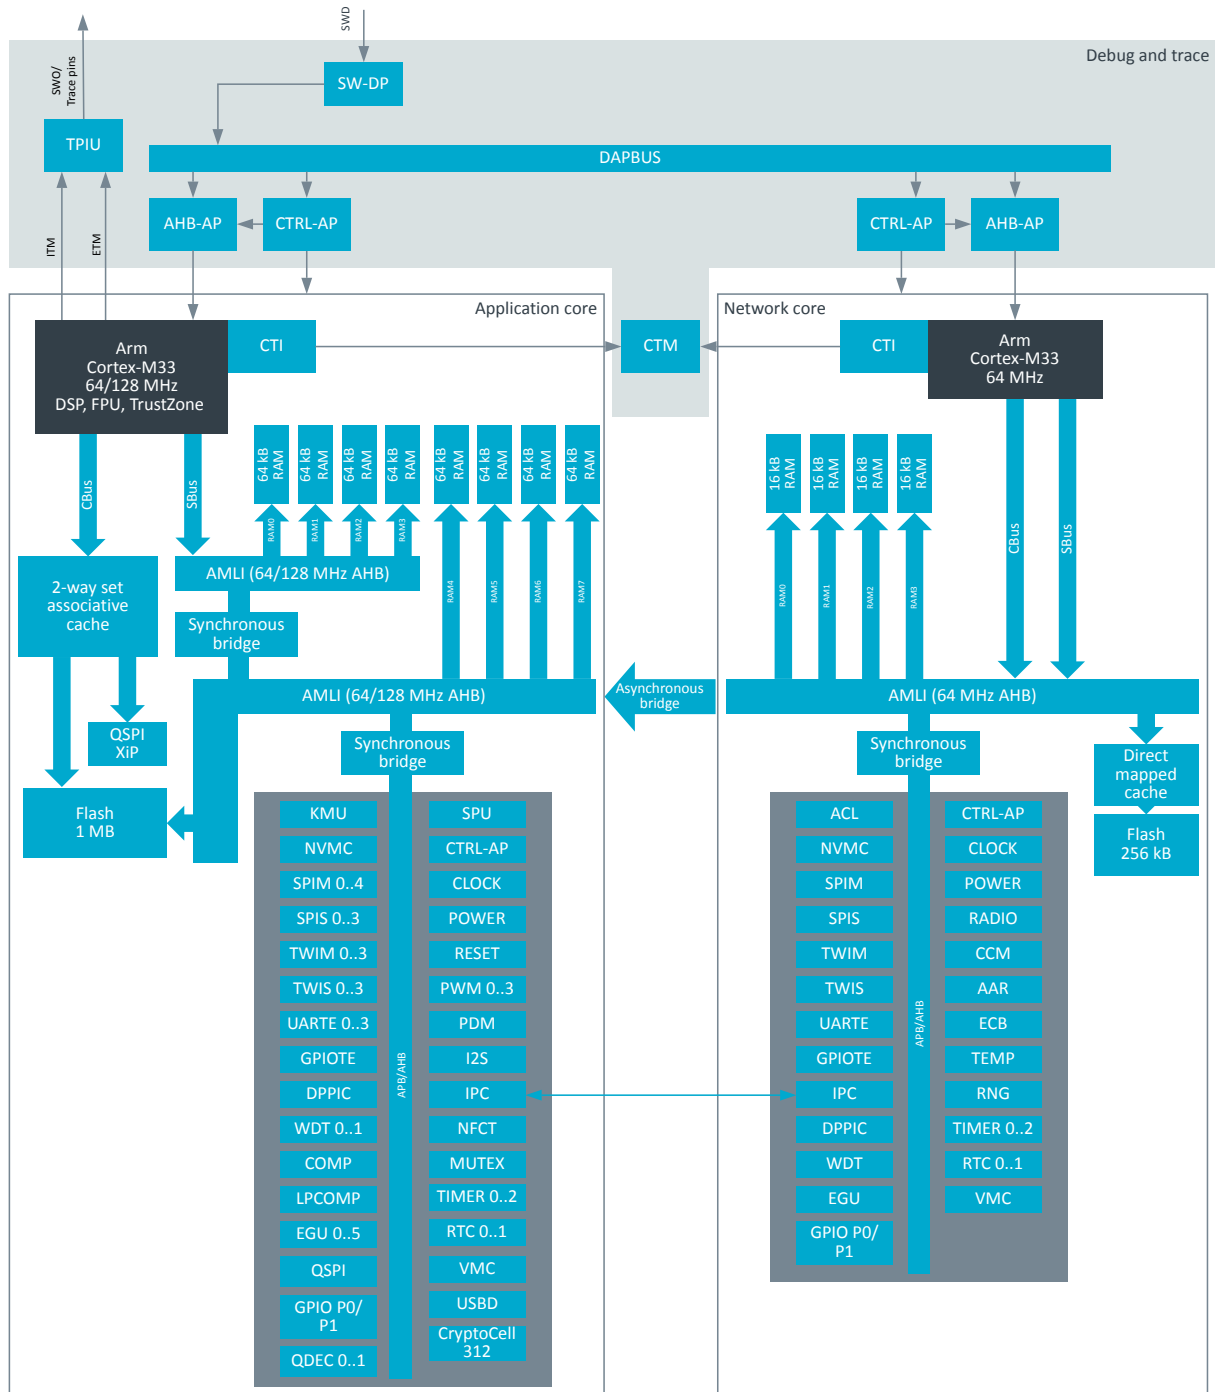 SWD
Debug and trace
SWO/
Trace pins
SW-DP
TPIU
DAPBUS
AHB-AP
CTRL-AP
CTRL-AP
AHB-AP
ITM
ETM
Application core
Network core
Arm
Cortex-M33
64/128 MHz
DSP, FPU, TrustZone
CTI
CTM
CTI
Arm
Cortex-M33
64 MHz
CBus
SBus
64 kB
RAM
64 kB
RAM
64 kB
RAM
64 kB
RAM
64 kB
RAM
64 kB
RAM
64 kB
RAM
64 kB
RAM
RAM0
RAM1
RAM2
RAM3
RAM4
RAM5
RAM6
RAM7
16 kB
RAM
16 kB
RAM
16 kB
RAM
16 kB
RAM
RAM0
RAM1
RAM2
RAM3
CBus
SBus
2-way set
associative
cache
AMLI (64/128 MHz AHB)
Synchronous
bridge
AMLI (64/128 MHz AHB)
Asynchronous
bridge
AMLI (64 MHz AHB)
QSPI
XiP
Flash
1 MB
Synchronous
bridge
Synchronous
bridge
Direct
mapped
cache
Flash
256 kB
KMU
NVMC
SPIM 0..4
SPIS 0..3
TWIM 0..3
TWIS 0..3
UARTE 0..3
GPIOTE
DPPIC
WDT 0..1
COMP
LPCOMP
EGU 0..5
QSPI
GPIO P0/
P1
QDEC 0..1
APB/AHB
SPU
CTRL-AP
CLOCK
POWER
RESET
PWM 0..3
PDM
I2S
IPC
NFCT
MUTEX
TIMER 0..2
RTC 0..1
VMC
USBD
CryptoCell
312
ACL
NVMC
SPIM
SPIS
TWIM
TWIS
UARTE
GPIOTE
IPC
DPPIC
WDT
EGU
GPIO P0/
P1
APB/AHB
CTRL-AP
CLOCK
POWER
RADIO
CCM
AAR
ECB
TEMP
RNG
TIMER 0..2
RTC 0..1
VMC